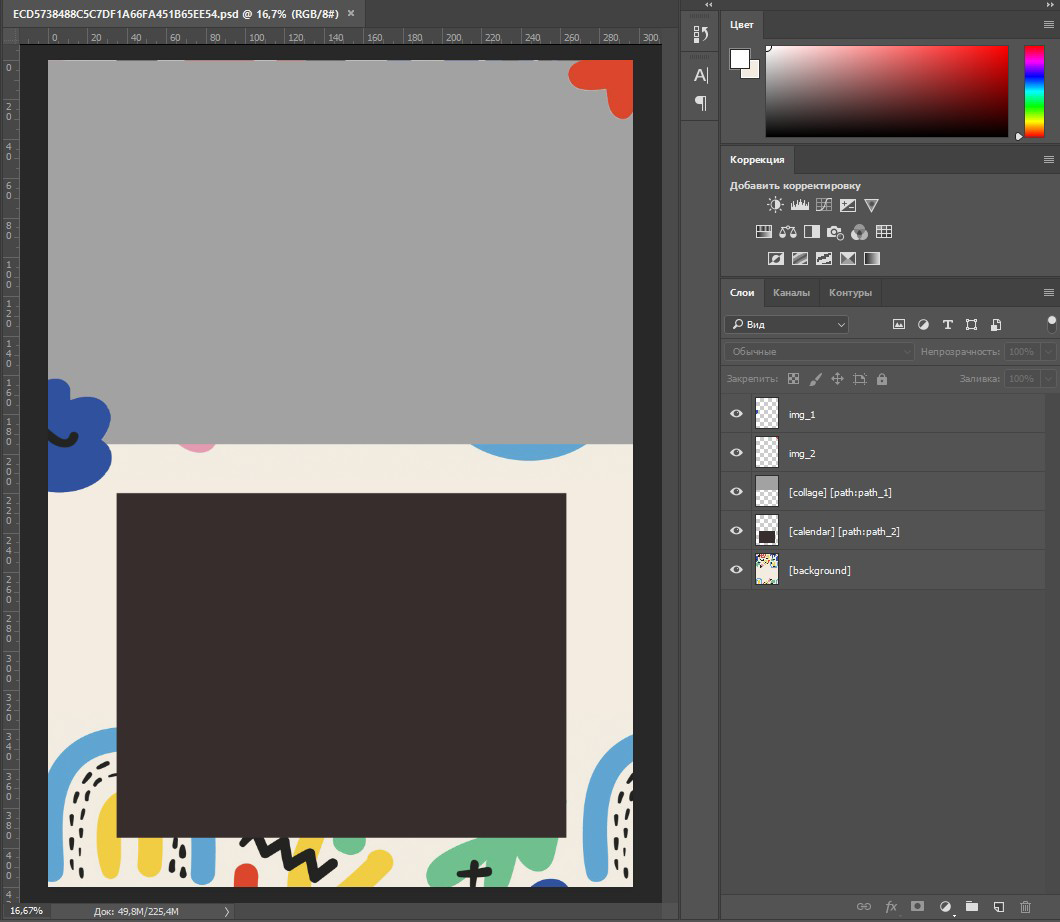 ECD5738488C5C7DF1A66FA451B65EE54.psd @ 16,7% (RGB/8#) ×
0 20 40 60 80 100 120 140 160 180 200 220 240 260 280 300
0
20
40
60
80
100
120
140
160
180
200
220
240
260
280
300
320
340
360
380
400
4
16,67%
Док: 49,8M/225,4M
A
Цвет
Коррекция
Добавить корректировку
Слои Каналы Контуры
Вид
T
Обычные Непрозрачность: 100%
Закрепить: Заливка: 100%
img_1
img_2
[collage] [path:path_1]
[calendar] [path:path_2]
[background]
fx